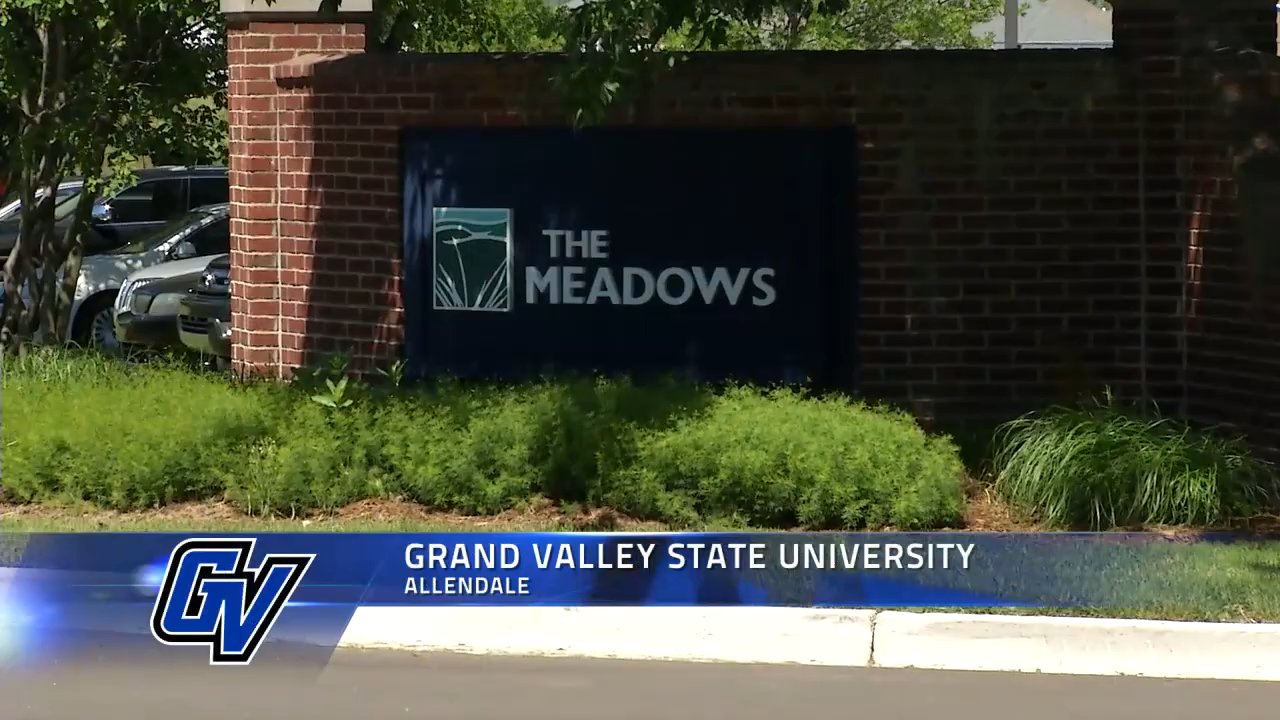 THE
MEADOWS
GV
GRAND VALLEY STATE UNIVERSITY
ALLENDALE